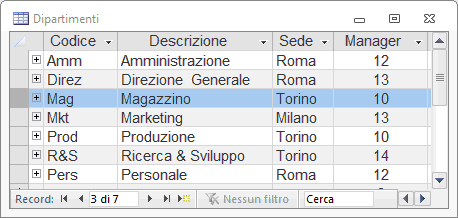 Dipartimenti
Codice Descrizione Sede Manager
Amm Amministrazione Roma 12
Direz Direzione Generale Roma 13
Mag Magazzino Torino 10
Mkt Marketing Milano 13
Prod Produzione Torino 10
R&S Ricerca & Sviluppo Torino 14
Pers Personale Roma 12
Record: 3 di 7 Nessun filtro Cerca